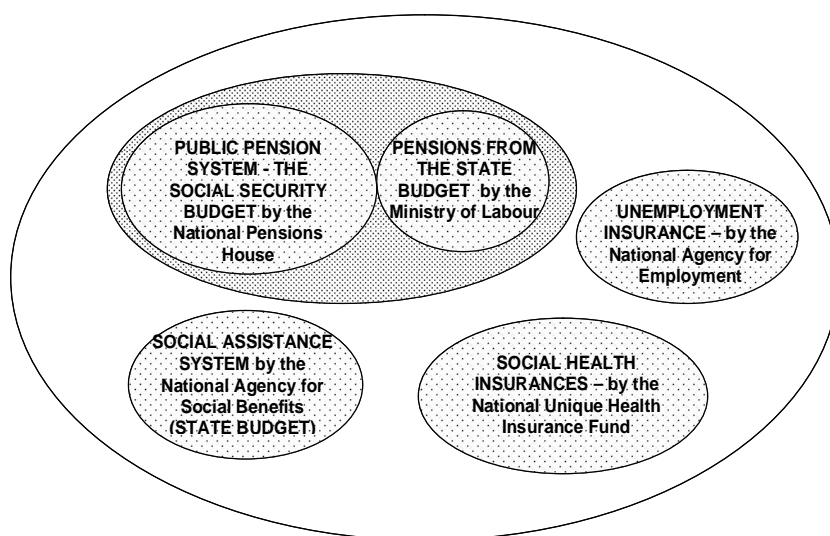 PUBLIC PENSION
SYSTEM - THE
SOCIAL SECURITY
BUDGET by the
National Pensions
House
PENSIONS FROM
THE STATE
BUDGET by the
Ministry of Labour
UNEMPLOYMENT
INSURANCE – by the
National Agency for
Employment
SOCIAL ASSISTANCE
SYSTEM by the
National Agency for
Social Benefits
(STATE BUDGET)
SOCIAL HEALTH
INSURANCES – by the
National Unique Health
Insurance Fund